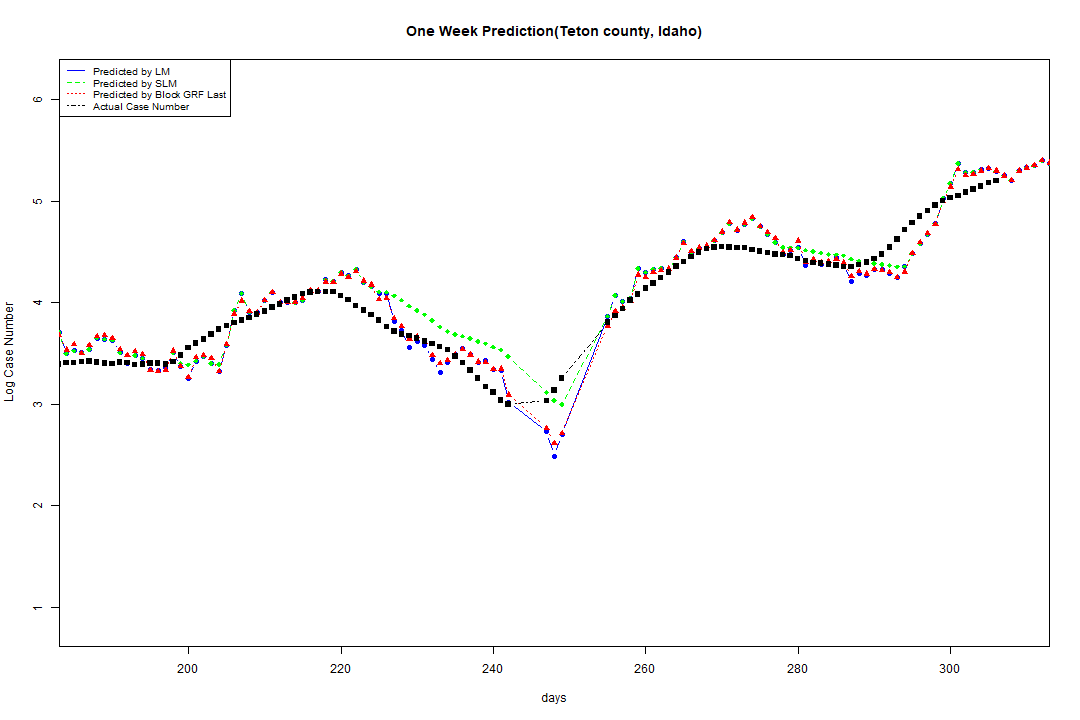 One Week Prediction(Teton county, Idaho)
Predicted by LM
Predicted by SLM
Predicted by Block GRF Last
Actual Case Number
Log Case Number
6
5
4
3
2
1
200 220 240 260 280 300
days